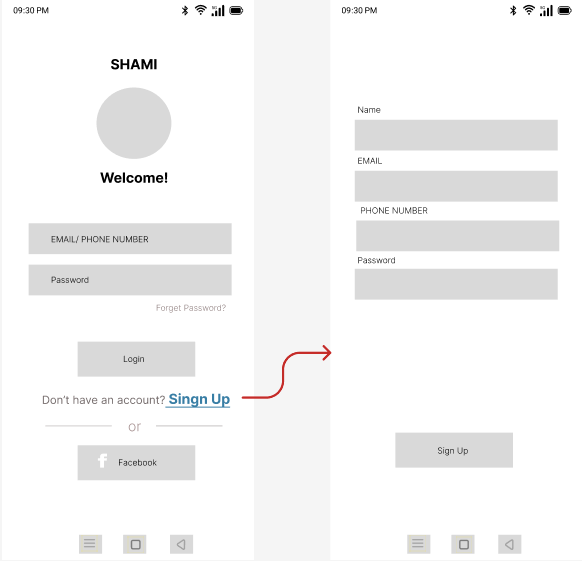 09:30 PM
SHAMI
Welcome!
EMAIL/ PHONE NUMBER
Password
Forget Password?
Login
Don't have an account? Singn Up
or
f Facebook
09:30 PM
Name
EMAIL
PHONE NUMBER
Password
Sign Up